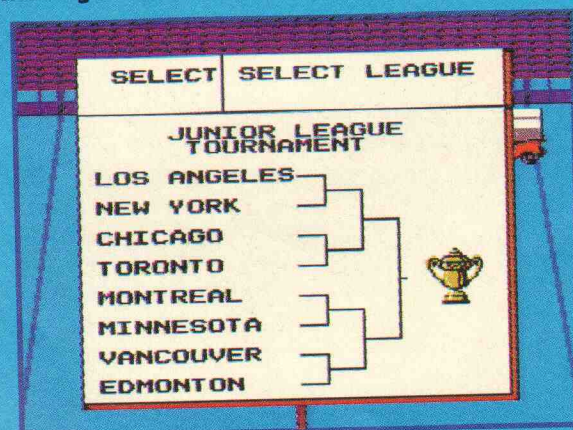 SELECT SELECT LEAGUE
JUNIOR LEAGUE
TOURNAMENT
LOS ANGELES
NEW YORK
CHICAGO
TORONTO
MONTREAL
MINNESOTA
VANCOUVER
EDMONTON